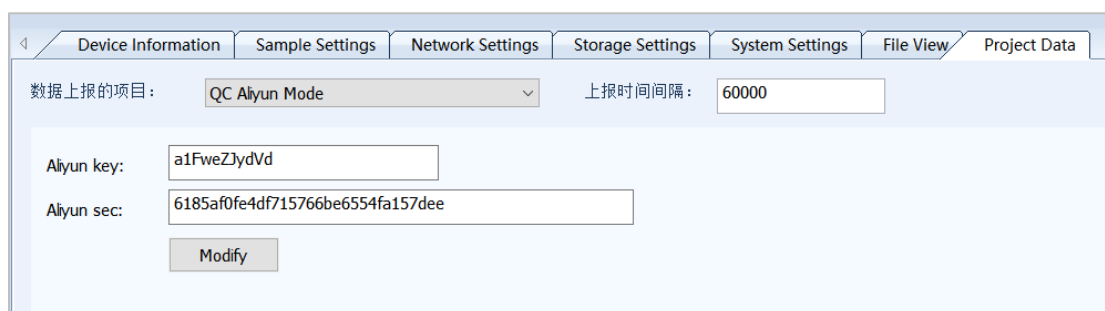 Device Information Sample Settings Network Settings Storage Settings System Settings File View Project Data
数据上报的项目： QC Aliyun Mode 上报时间间隔： 60000
Aliyun key: a1FweZJydVd
Aliyun sec: 6185af0fe4df715766be6554fa157dee
Modify